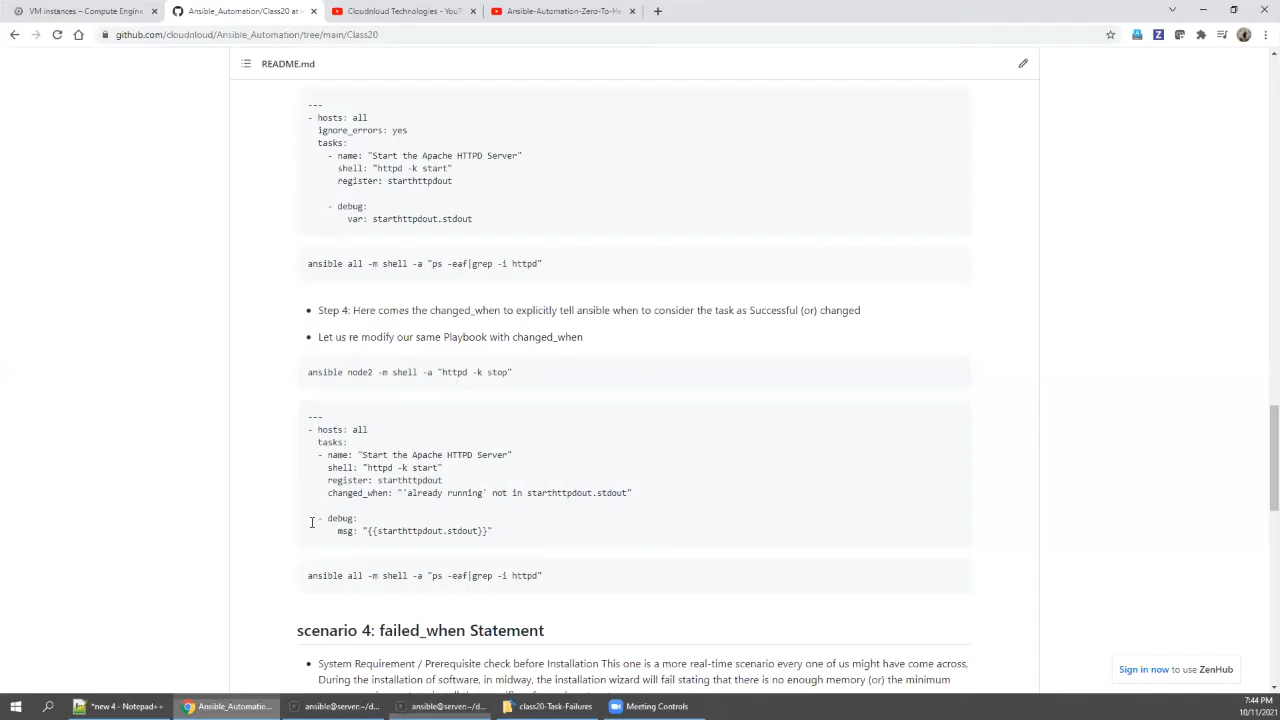 VM instances – Compute Engine
Ansible_Automation/Class20 at m
Cloudnloud Technologies - YouT
Ansible-Automation-Zero-To-He
github.com/cloudnloud/Ansible_Automation/tree/main/Class20
README.md
---
- hosts: all
ignore_errors: yes
tasks:
- name: "Start the Apache HTTPD Server"
shell: "httpd -k start"
register: starthttpdout
- debug:
var: starthttpdout.stdout
ansible all -m shell -a "ps -eaf|grep -i httpd"
• Step 4: Here comes the changed_when to explicitly tell ansible when to consider the task as Successful (or) changed
• Let us re modify our same Playbook with changed_when
ansible node2 -m shell -a "httpd -k stop"
---
- hosts: all
tasks:
- name: "Start the Apache HTTPD Server"
shell: "httpd -k start"
register: starthttpdout
changed_when: "'already running' not in starthttpdout.stdout"
- debug:
msg: "{{starthttpdout.stdout}}"
ansible all -m shell -a "ps -eaf|grep -i httpd"
scenario 4: failed_when Statement
• System Requirement / Prerequisite check before Installation This one is a more real-time scenario every one of us might have come across,
During the installation of software, in midway, the installation wizard will fail stating that there is no enough memory (or) the minimum
Sign in now to use ZenHub
*new 4 - Notepad++
Ansible_Automatio...
ansible@server:~/d...
ansible@server:~/d...
class20-Task-Failures
Meeting Controls
7:44 PM
10/11/2021